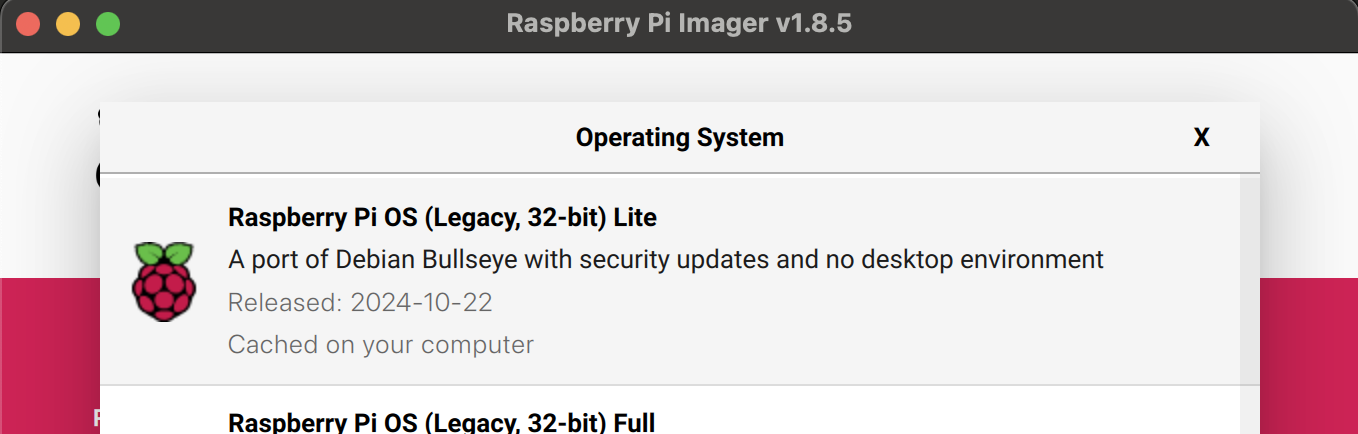 Raspberry Pi Imager v1.8.5
Operating System X
Raspberry Pi OS (Legacy, 32-bit) Lite
A port of Debian Bullseye with security updates and no desktop environment
Released: 2024-10-22
Cached on your computer
Raspberry Pi OS (Legacy, 32-bit) Full